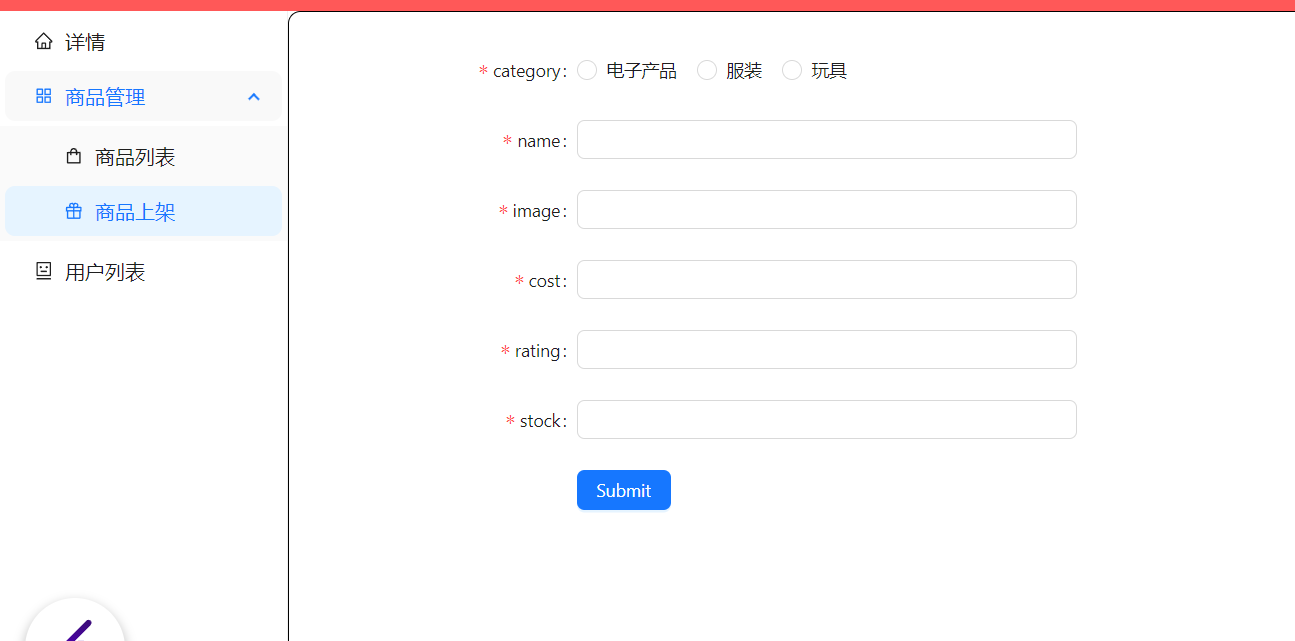 详情
商品管理
商品列表
商品上架
用户列表
* category: 电子产品 服装 玩具
* name:
* image:
* cost:
* rating:
* stock:
Submit